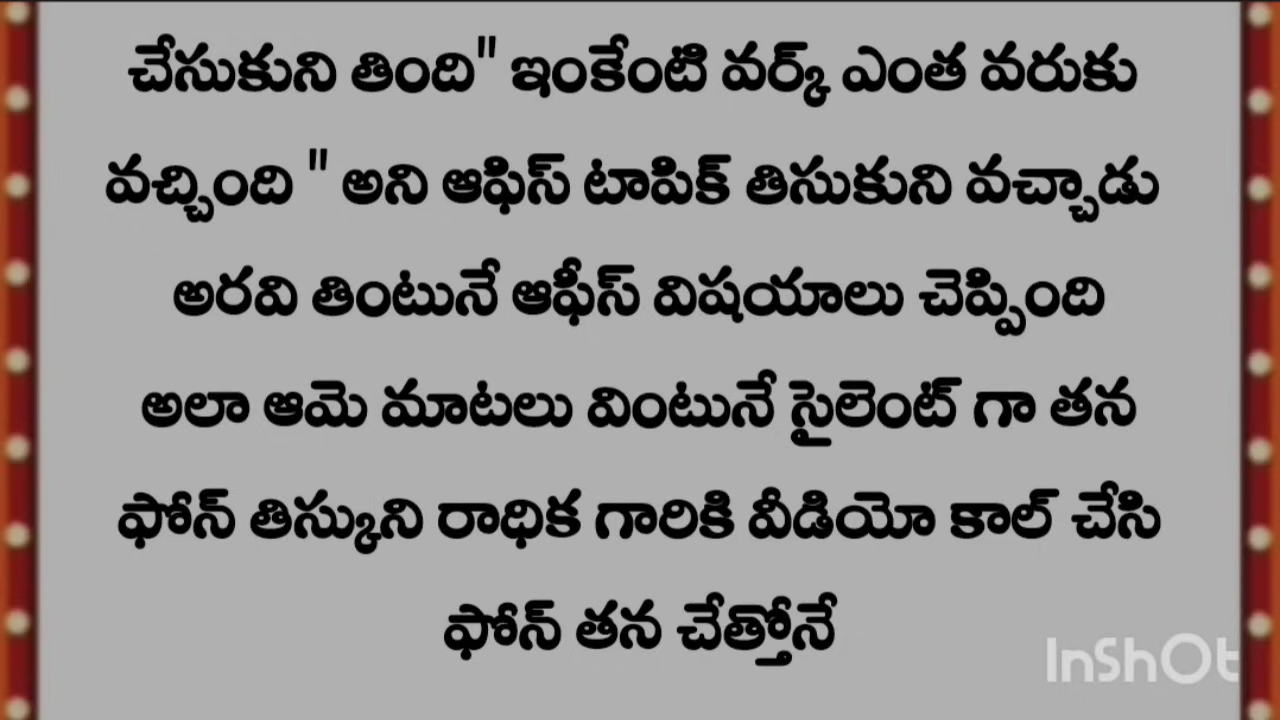 చేసుకుని తింది" ఇంకేంటి వర్క్ ఎంత వరుకు
వచ్చింది " అని ఆఫిస్ టాపిక్ తిసుకుని వచ్చాడు
అరవి తింటునే ఆఫీస్ విషయాలు చెప్పింది
అలా ఆమె మాటలు వింటునే సైలెంట్ గా తన
ఫోన్ తిస్కుని రాధిక గారికి వీడియో కాల్ చేసి
ఫోన్ తన చేత్తోనే
InShOt